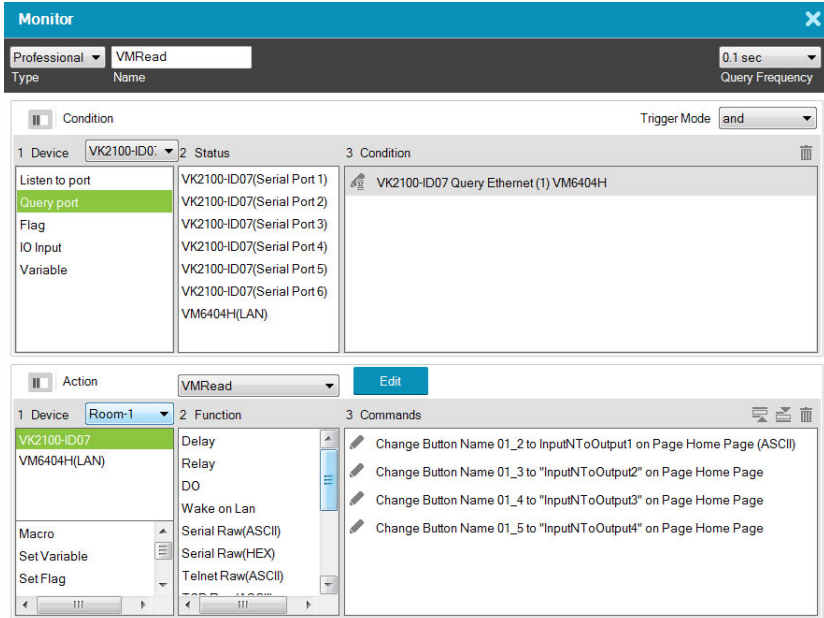 Monitor
Professional VMRead 0.1 sec
Type Name Query Frequency
Condition Trigger Mode and
1 Device VK2100-ID0: 2 Status 3 Condition
Listen to port
Query port
Flag
IO Input
Variable
VK2100-ID07(Serial Port 1)
VK2100-ID07(Serial Port 2)
VK2100-ID07(Serial Port 3)
VK2100-ID07(Serial Port 4)
VK2100-ID07(Serial Port 5)
VK2100-ID07(Serial Port 6)
VM6404H(LAN)
VK2100-ID07 Query Ethernet (1) VM6404H
Action VMRead Edit
1 Device Room-1 2 Function 3 Commands
VK2100-ID07
VM6404H(LAN)
Macro
Set Variable
Set Flag
Delay
Relay
DO
Wake on Lan
Serial Raw(ASCII)
Serial Raw(HEX)
Telnet Raw(ASCII)
Change Button Name 01_2 to InputNToOutput1 on Page Home Page (ASCII)
Change Button Name 01_3 to "InputNToOutput2" on Page Home Page
Change Button Name 01_4 to "InputNToOutput3" on Page Home Page
Change Button Name 01_5 to "InputNToOutput4" on Page Home Page